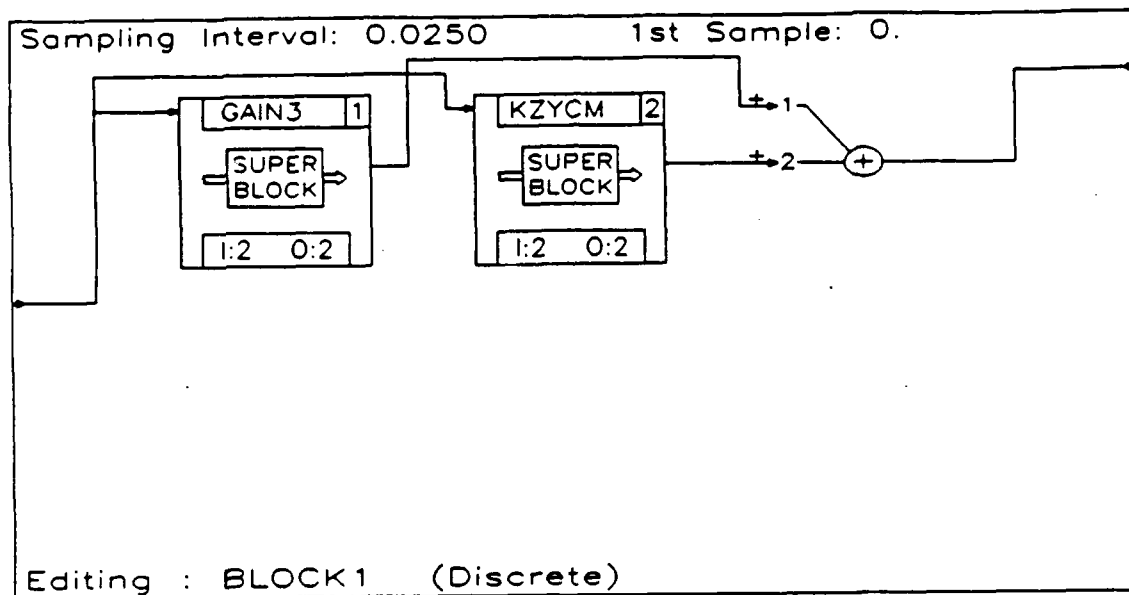 Sampling Interval: 0.0250 1st Sample: 0.
GAIN3 1
KZYCM 2
+ 1
SUPER BLOCK
SUPER BLOCK
+ 2
+
I:2 O:2
I:2 O:2
Editing : BLOCK1 (Discrete)